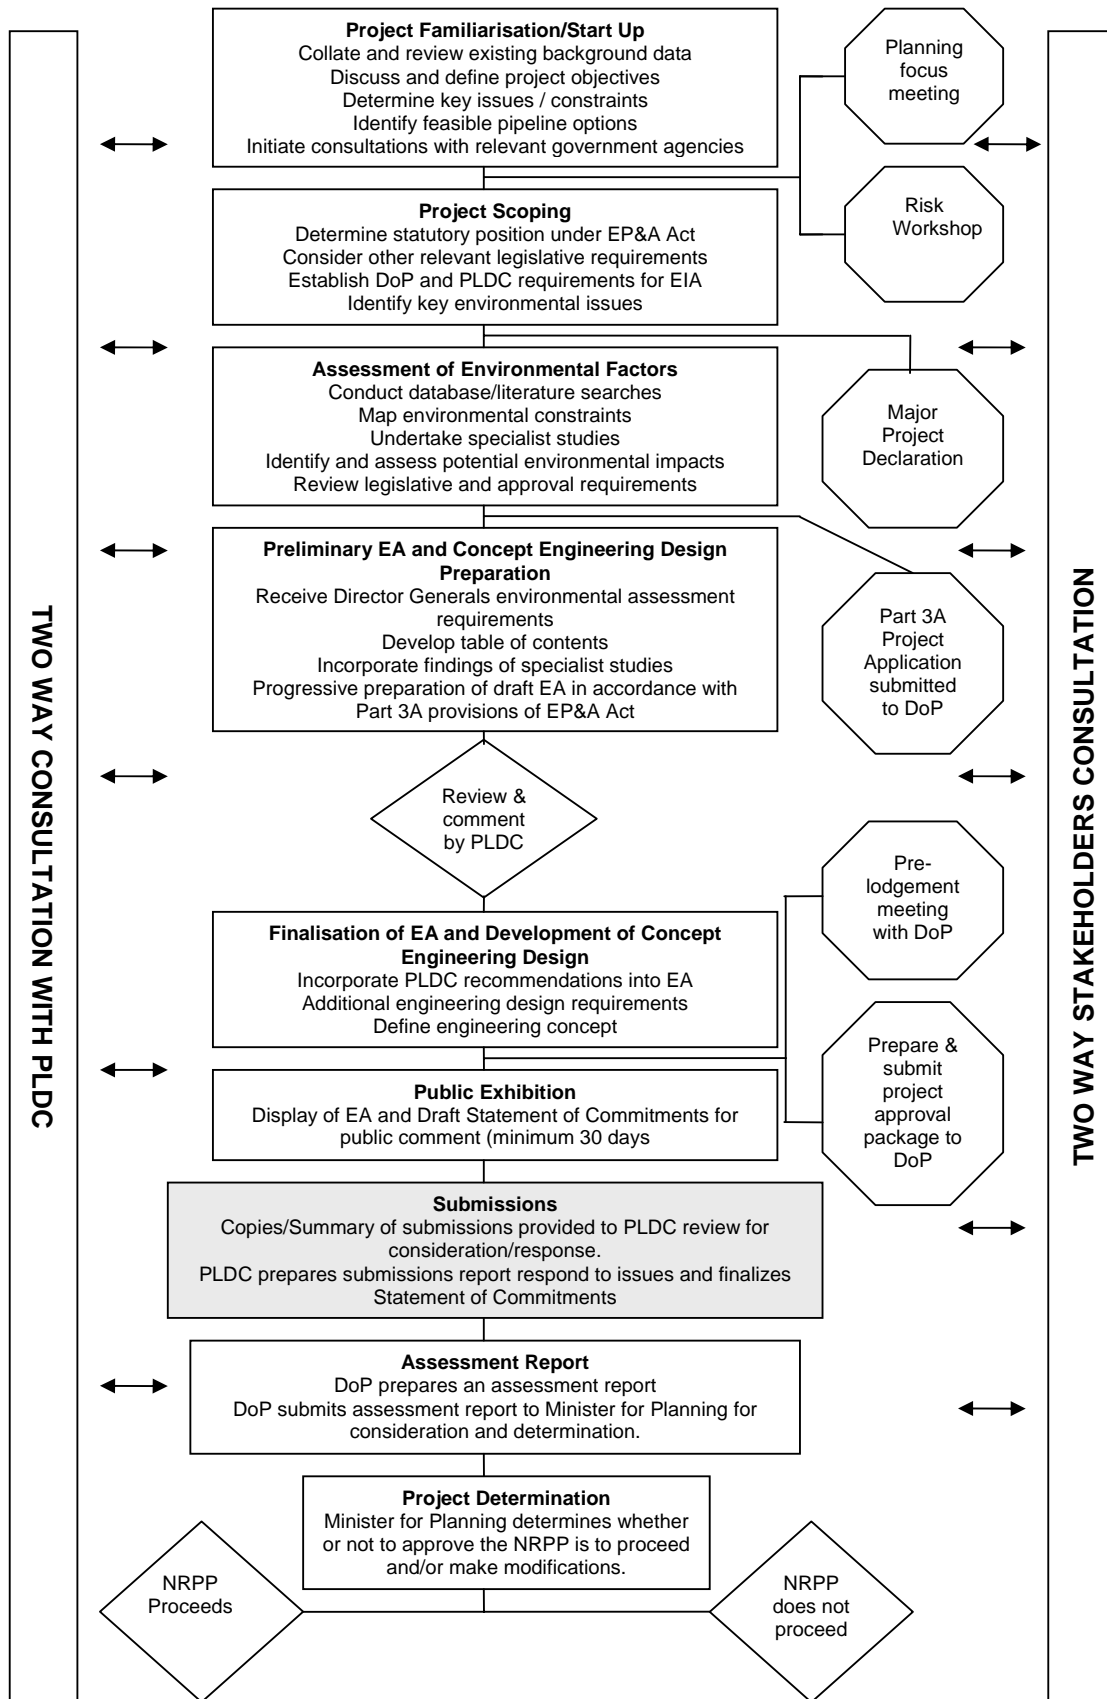 Project Familiarisation/Start Up
Collate and review existing background data
Discuss and define project objectives
Determine key issues / constraints
Identify feasible pipeline options
Initiate consultations with relevant government agencies
Planning
focus
meeting
Risk
Workshop
Project Scoping
Determine statutory position under EP&A Act
Consider other relevant legislative requirements
Establish DoP and PLDC requirements for EIA
Identify key environmental issues
Major
Project
Declaration
Assessment of Environmental Factors
Conduct database/literature searches
Map environmental constraints
Undertake specialist studies
Identify and assess potential environmental impacts
Review legislative and approval requirements
Part 3A
Project
Application
submitted
to DoP
Preliminary EA and Concept Engineering Design
Preparation
Receive Director Generals environmental assessment
requirements
Develop table of contents
Incorporate findings of specialist studies
Progressive preparation of draft EA in accordance with
Part 3A provisions of EP&A Act
Review &
comment
by PLDC
Finalisation of EA and Development of Concept
Engineering Design
Incorporate PLDC recommendations into EA
Additional engineering design requirements
Define engineering concept
Pre-
lodgement
meeting
with DoP
Prepare &
submit
project
approval
package to
DoP
Public Exhibition
Display of EA and Draft Statement of Commitments for
public comment (minimum 30 days
Submissions
Copies/Summary of submissions provided to PLDC review for
consideration/response.
PLDC prepares submissions report respond to issues and finalizes
Statement of Commitments
Assessment Report
DoP prepares an assessment report
DoP submits assessment report to Minister for Planning for
consideration and determination.
Project Determination
Minister for Planning determines whether
or not to approve the NRPP is to proceed
and/or make modifications.
NRPP
Proceeds
NRPP
does not
proceed
TWO WAY CONSULTATION WITH PLDC
TWO WAY STAKEHOLDERS CONSULTATION